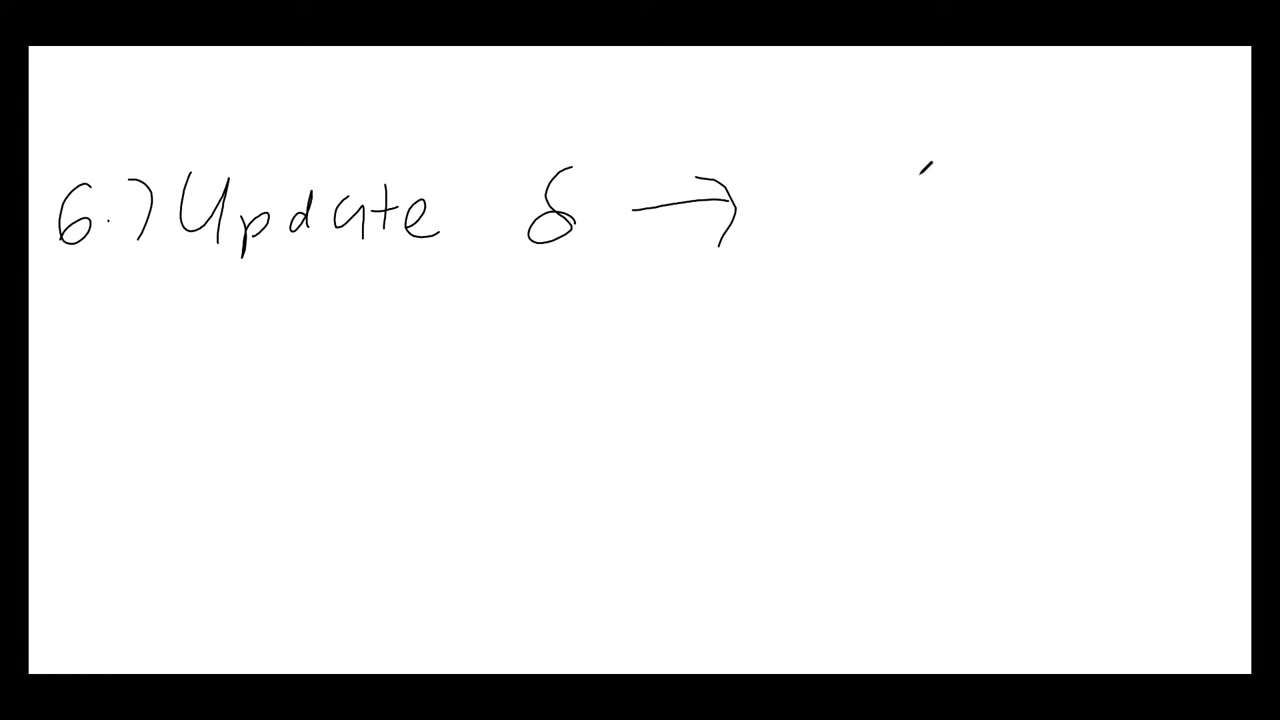 6.) Update δ →